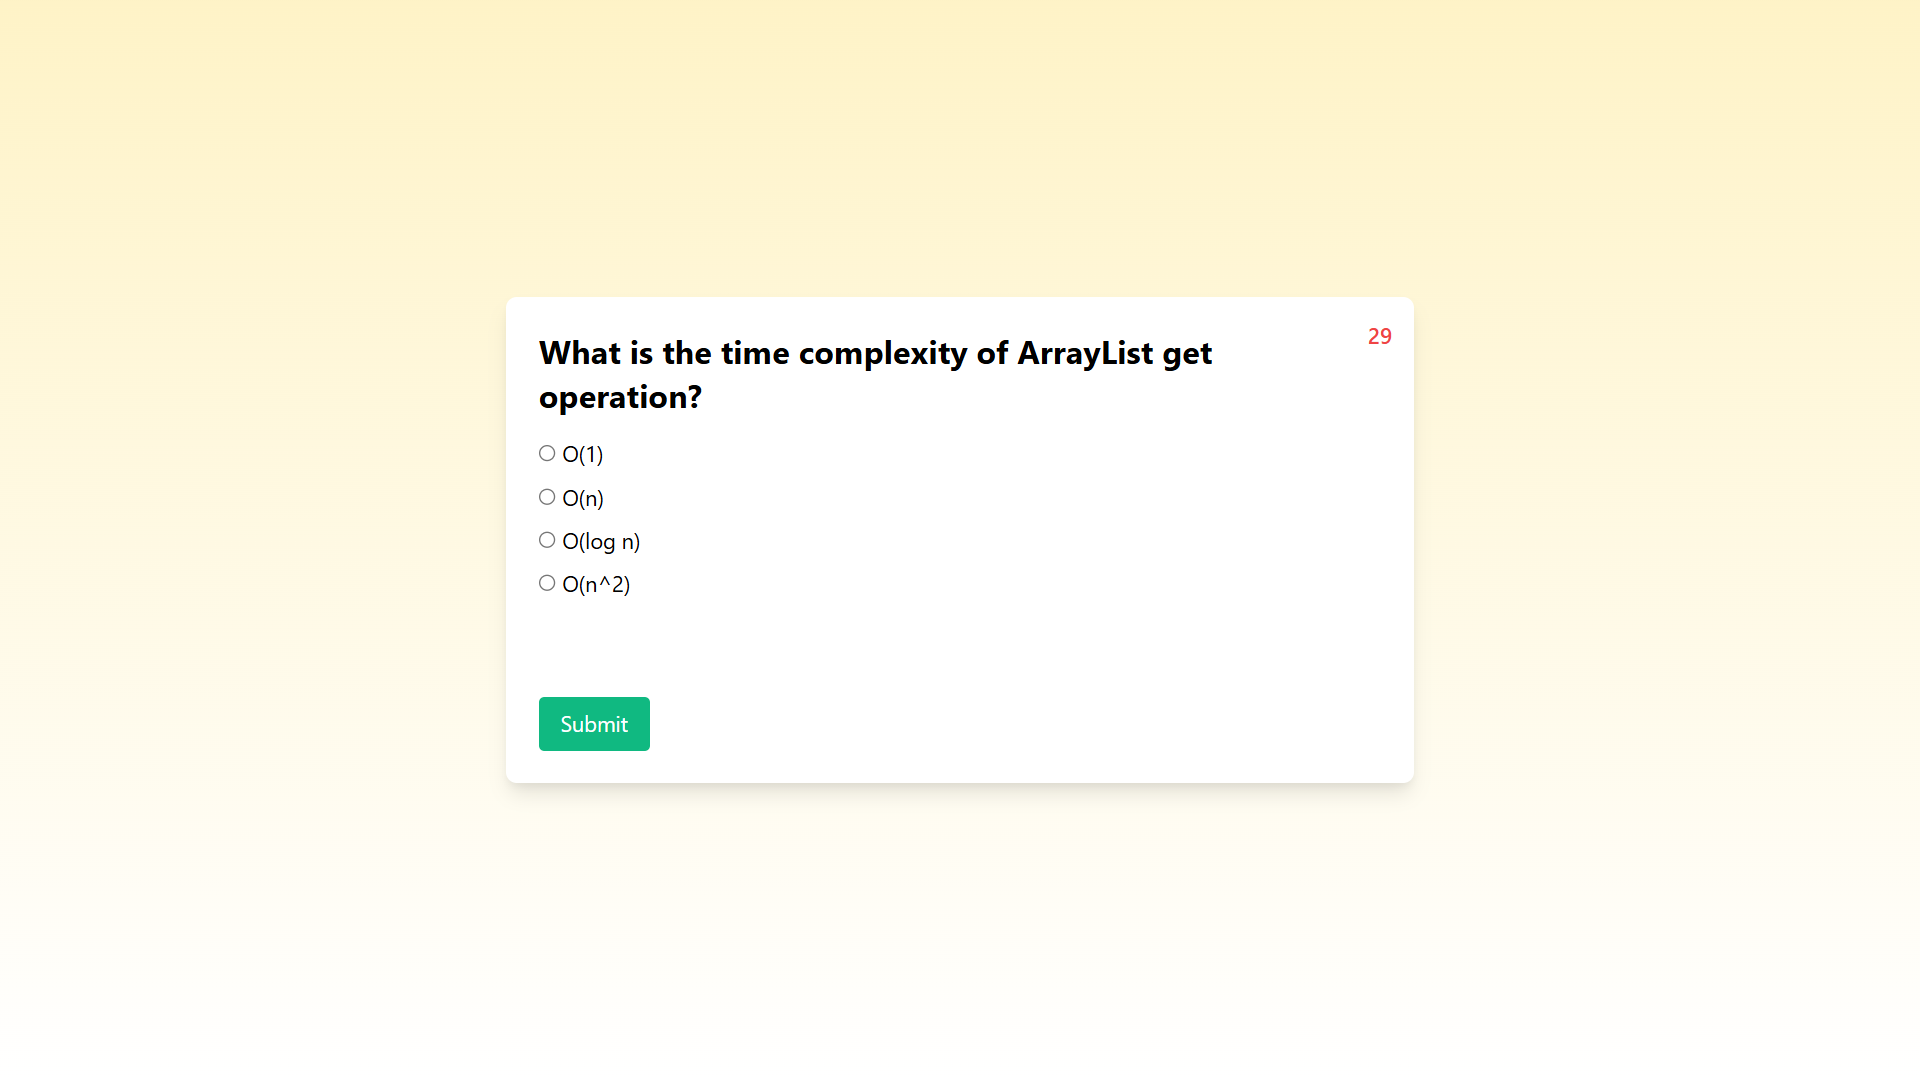 What is the time complexity of ArrayList get
operation?
29
O(1)
O(n)
O(log n)
O(n^2)
Submit